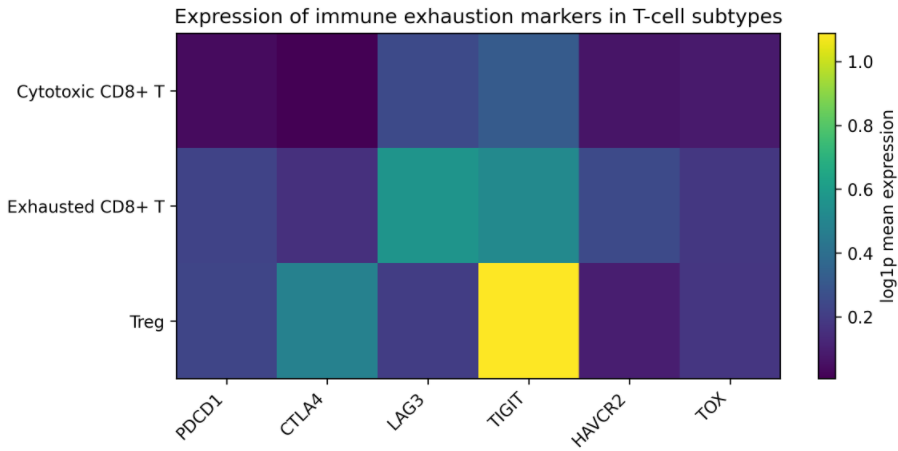 Expression of immune exhaustion markers in T-cell subtypes
Cytotoxic CD8+ T
Exhausted CD8+ T
Treg
PDCD1
CTLA4
LAG3
TIGIT
HAVCR2
TOX
1.0
0.8
0.6
0.4
0.2
log1p mean expression